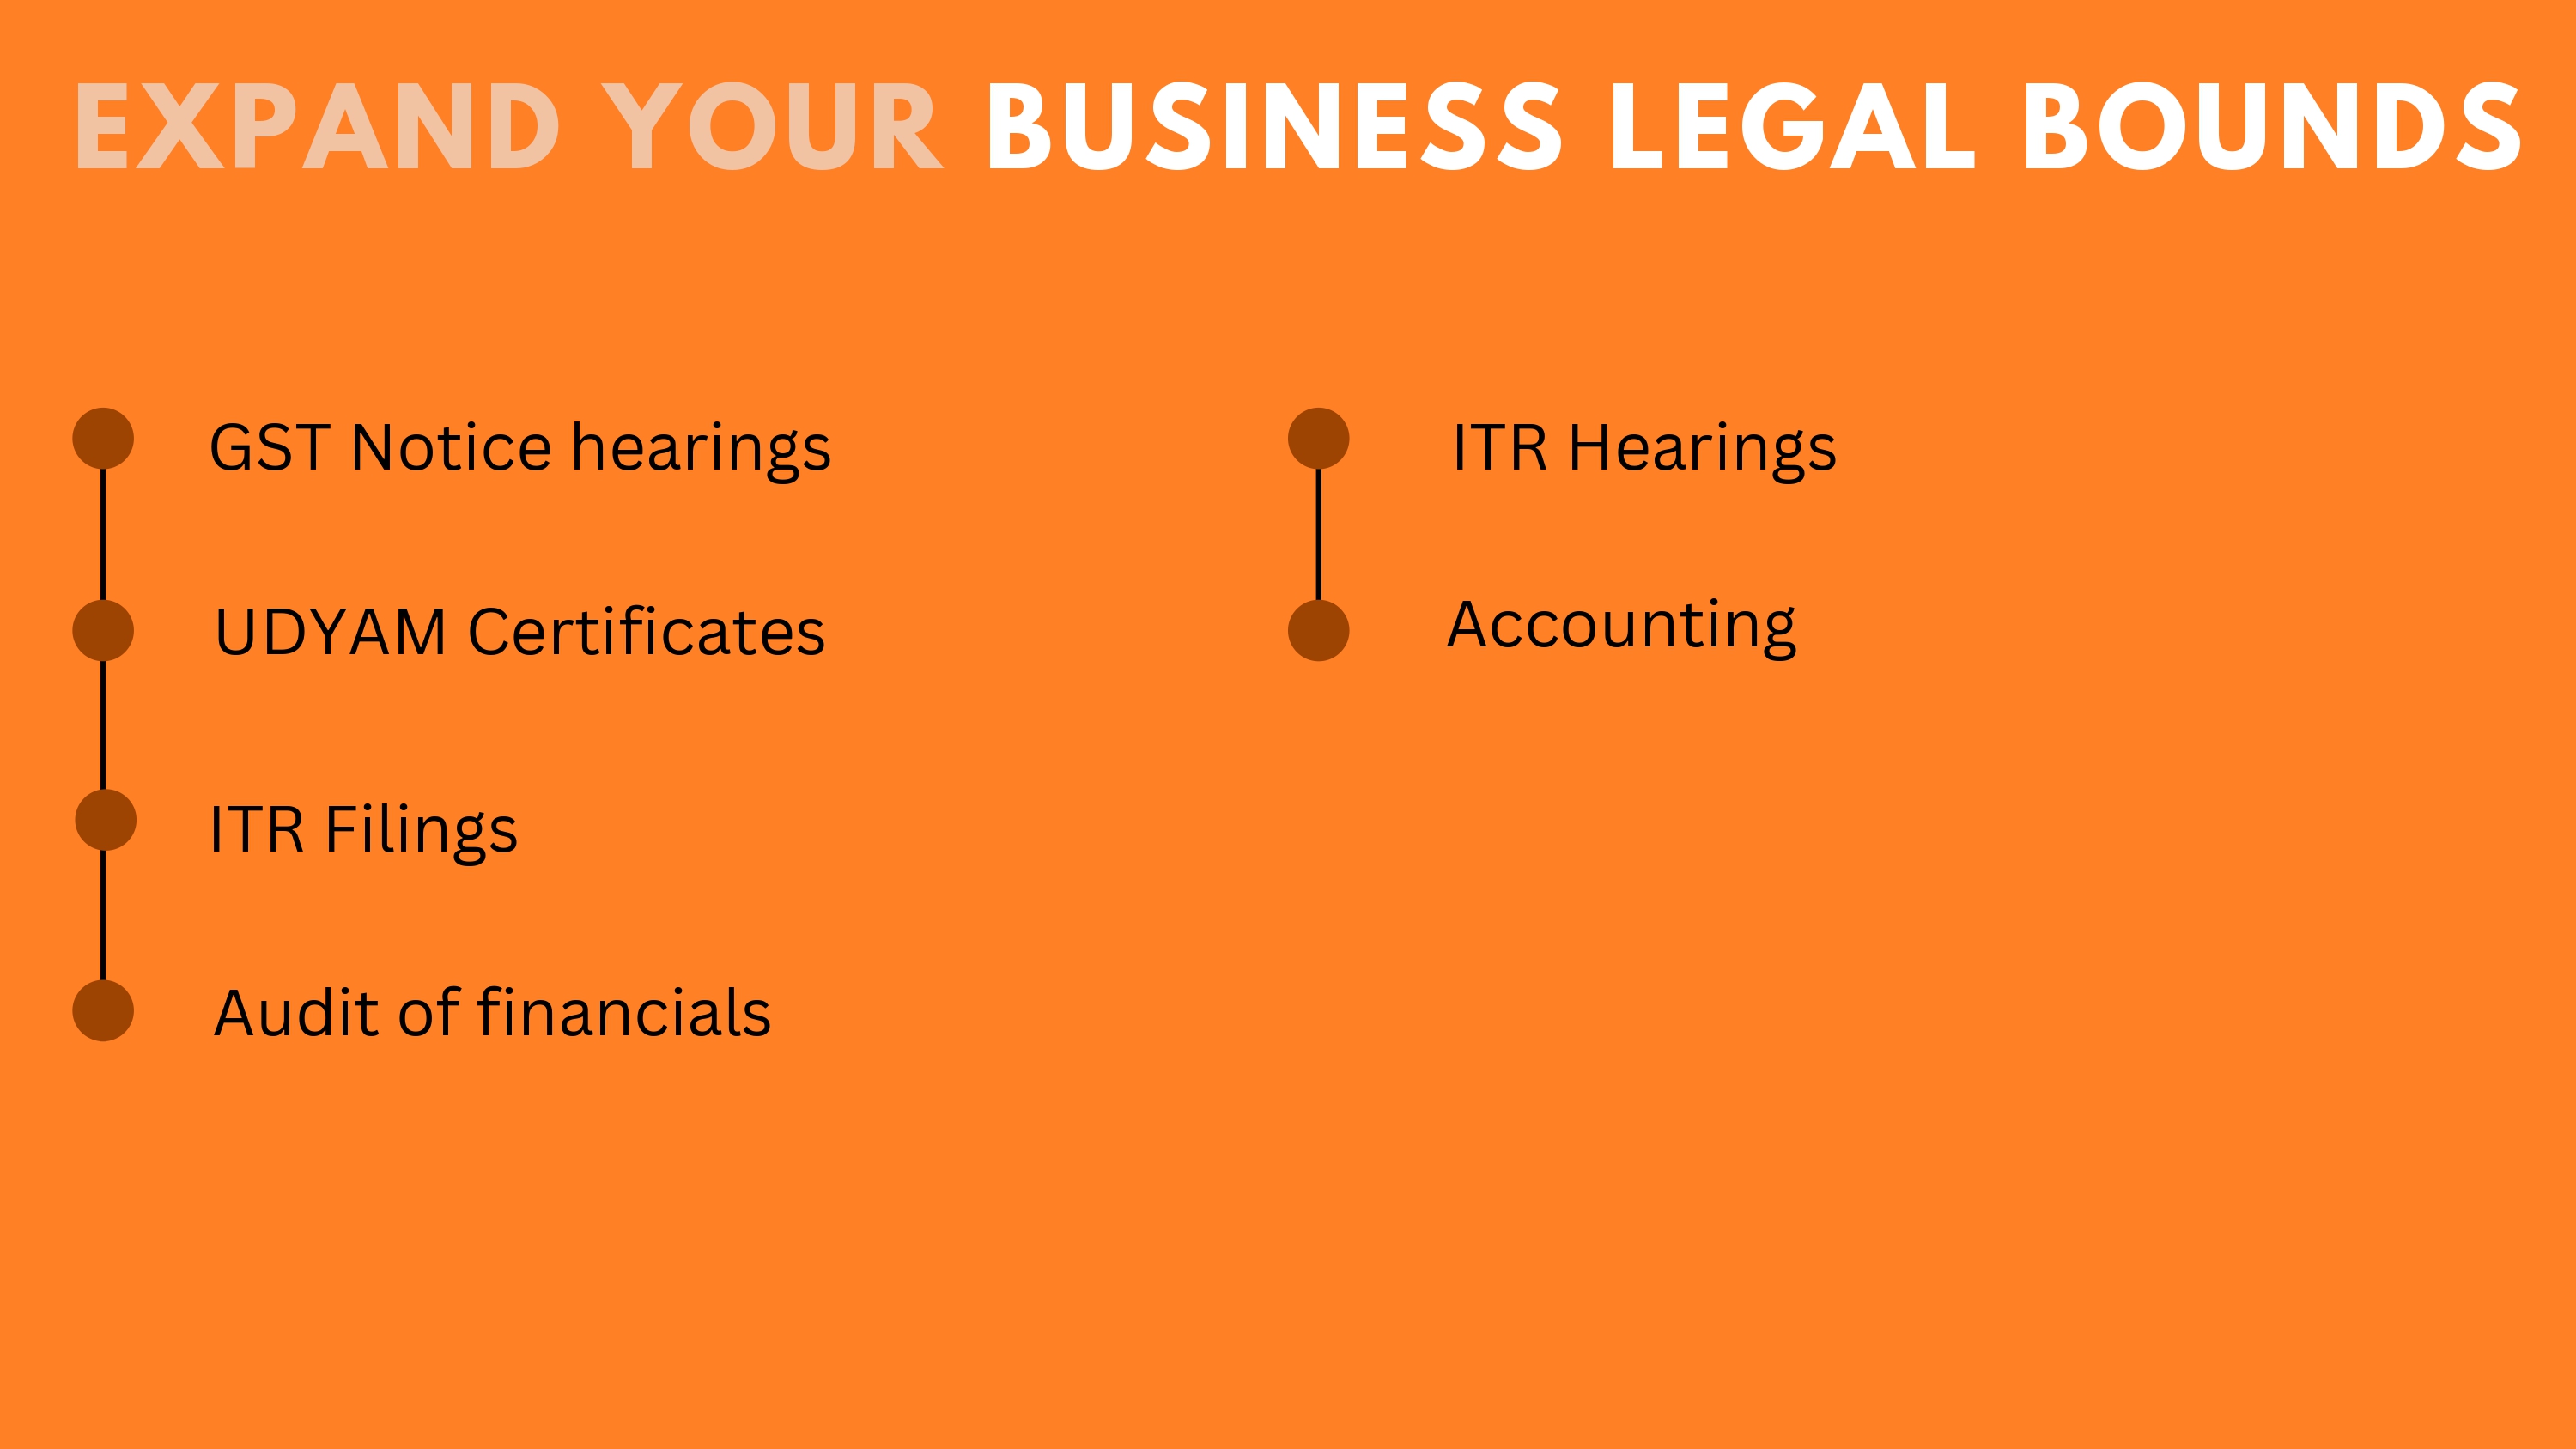 EXPAND YOUR BUSINESS LEGAL BOUNDS
GST Notice hearings
UDYAM Certificates
ITR Filings
Audit of financials
ITR Hearings
Accounting